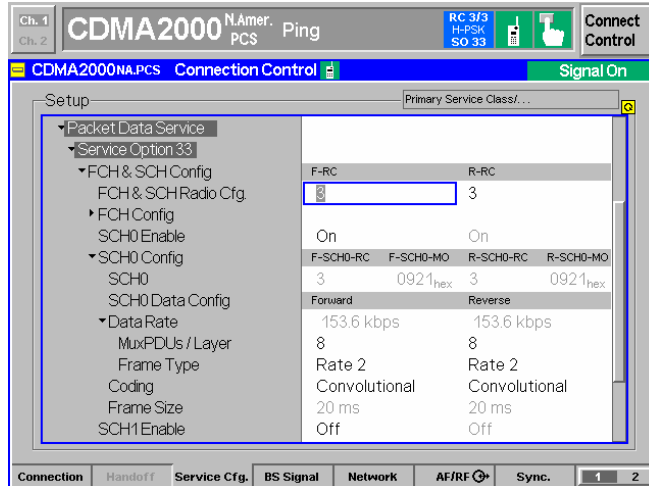 Ch. 1
Ch. 2
CDMA2000 N.Amer. PCS Ping
RC 3/3
H-PSK
SO 33
Connect Control
CDMA2000NA.PCS Connection Control
Signal On
Setup
Primary Service Class/...
Packet Data Service
Service Option 33
FCH & SCH Config F-RC R-RC
FCH & SCH Radio Cfg. 3 3
FCH Config
SCH0 Enable On On
SCH0 Config F-SCH0-RC F-SCH0-MO R-SCH0-RC R-SCH0-MO
SCH0 3 0921hex 3 0921hex
SCH0 Data Config Forward Reverse
Data Rate 153.6 kbps 153.6 kbps
MuxPDUs / Layer 8 8
Frame Type Rate 2 Rate 2
Coding Convolutional Convolutional
Frame Size 20 ms 20 ms
SCH1 Enable Off Off
Connection Handoff Service Cfg. BS Signal Network AF/RF Sync. 1 2